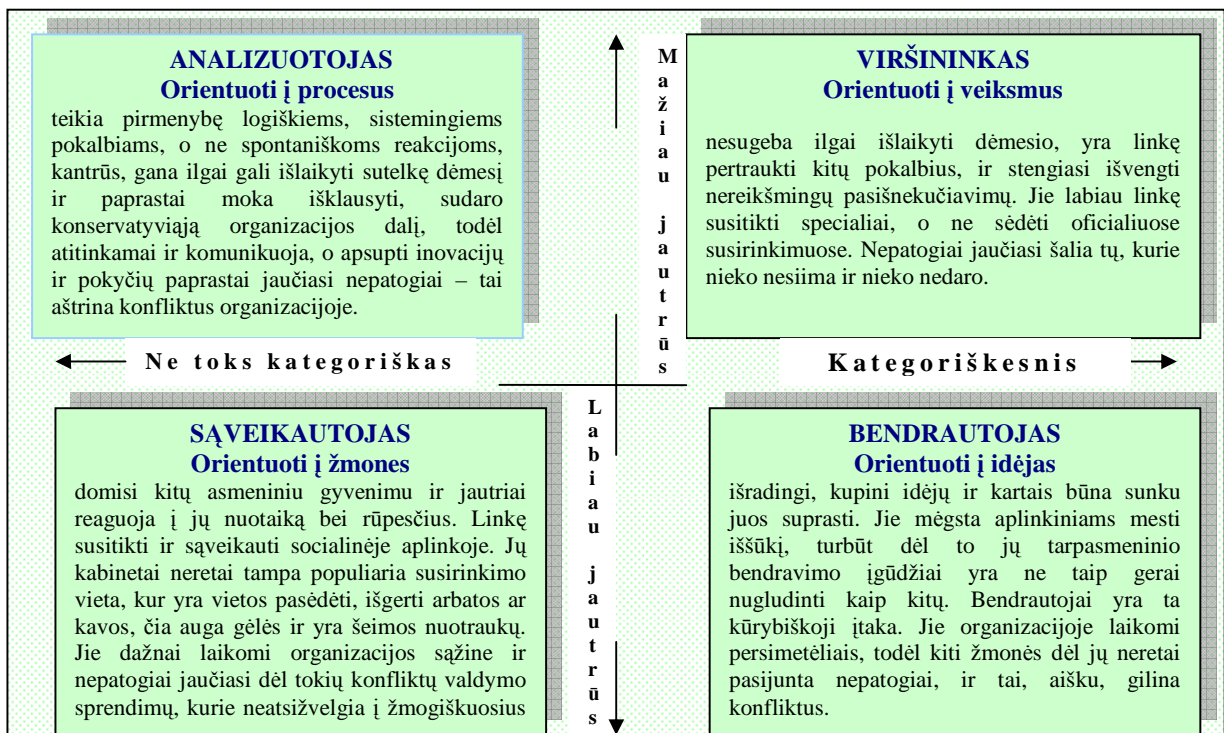 ANALIZUOTOJAS
Orientuoti į procesus
teikia pirmenybę logiškiems, sistemingiems
pokalbiams, o ne spontaniškoms reakcijoms,
kantrūs, gana ilgai gali išlaikyti sutelkę dėmesį
ir paprastai moka išklausyti, sudaro
konservatyviąją organizacijos dalį, todėl
atitinkamai ir komunikuoja, o apsupti inovacijų
ir pokyčių paprastai jaučiasi nepatogiai – tai
aštrina konfliktus organizacijoje.
Mažiau jautrūs
VIRŠININKAS
Orientuoti į veiksmus
nesugeba ilgai išlaikyti dėmesio, yra linkę
pertraukti kitų pokalbius, ir stengiasi išvengti
nereikšmingų pasišnekučiavimų. Jie labiau linkę
susitikti specialiai, o ne sėdėti oficialiuose
susirinkimuose. Nepatogiai jaučiasi šalia tų, kurie
nieko nesiima ir nieko nedaro.
Ne toks kategoriškas
Kategoriškesnis
SĄVEIKAUTOJAS
Orientuoti į žmones
domisi kitų asmeniniu gyvenimu ir jautriai
reaguoja į jų nuotaiką bei rūpesčius. Linkę
susitikti ir sąveikauti socialinėje aplinkoje. Jų
kabinetai neretai tampa populiaria susirinkimo
vieta, kur yra vietos pasėdėti, išgerti arbatos ar
kavos, čia auga gėlės ir yra šeimos nuotraukų.
Jie dažnai laikomi organizacijos sąžine ir
nepatogiai jaučiasi dėl tokių konfliktų valdymo
sprendimų, kurie neatsižvelgia į žmogiškuosius
Labiau jautrūs
BENDRAUTOJAS
Orientuoti į idėjas
išradingi, kupini idėjų ir kartais būna sunku
juos suprasti. Jie mėgsta aplinkiniams mesti
iššūkį, turbūt dėl to jų tarpasmeninio
bendravimo įgūdžiai yra ne taip gerai
nugludinti kaip kitų. Bendrautojai yra ta
kūrybiškoji įtaka. Jie organizacijoje laikomi
persimetėliais, todėl kiti žmonės dėl jų neretai
pasijunta nepatogiai, ir tai, aišku, gilina
konfliktus.